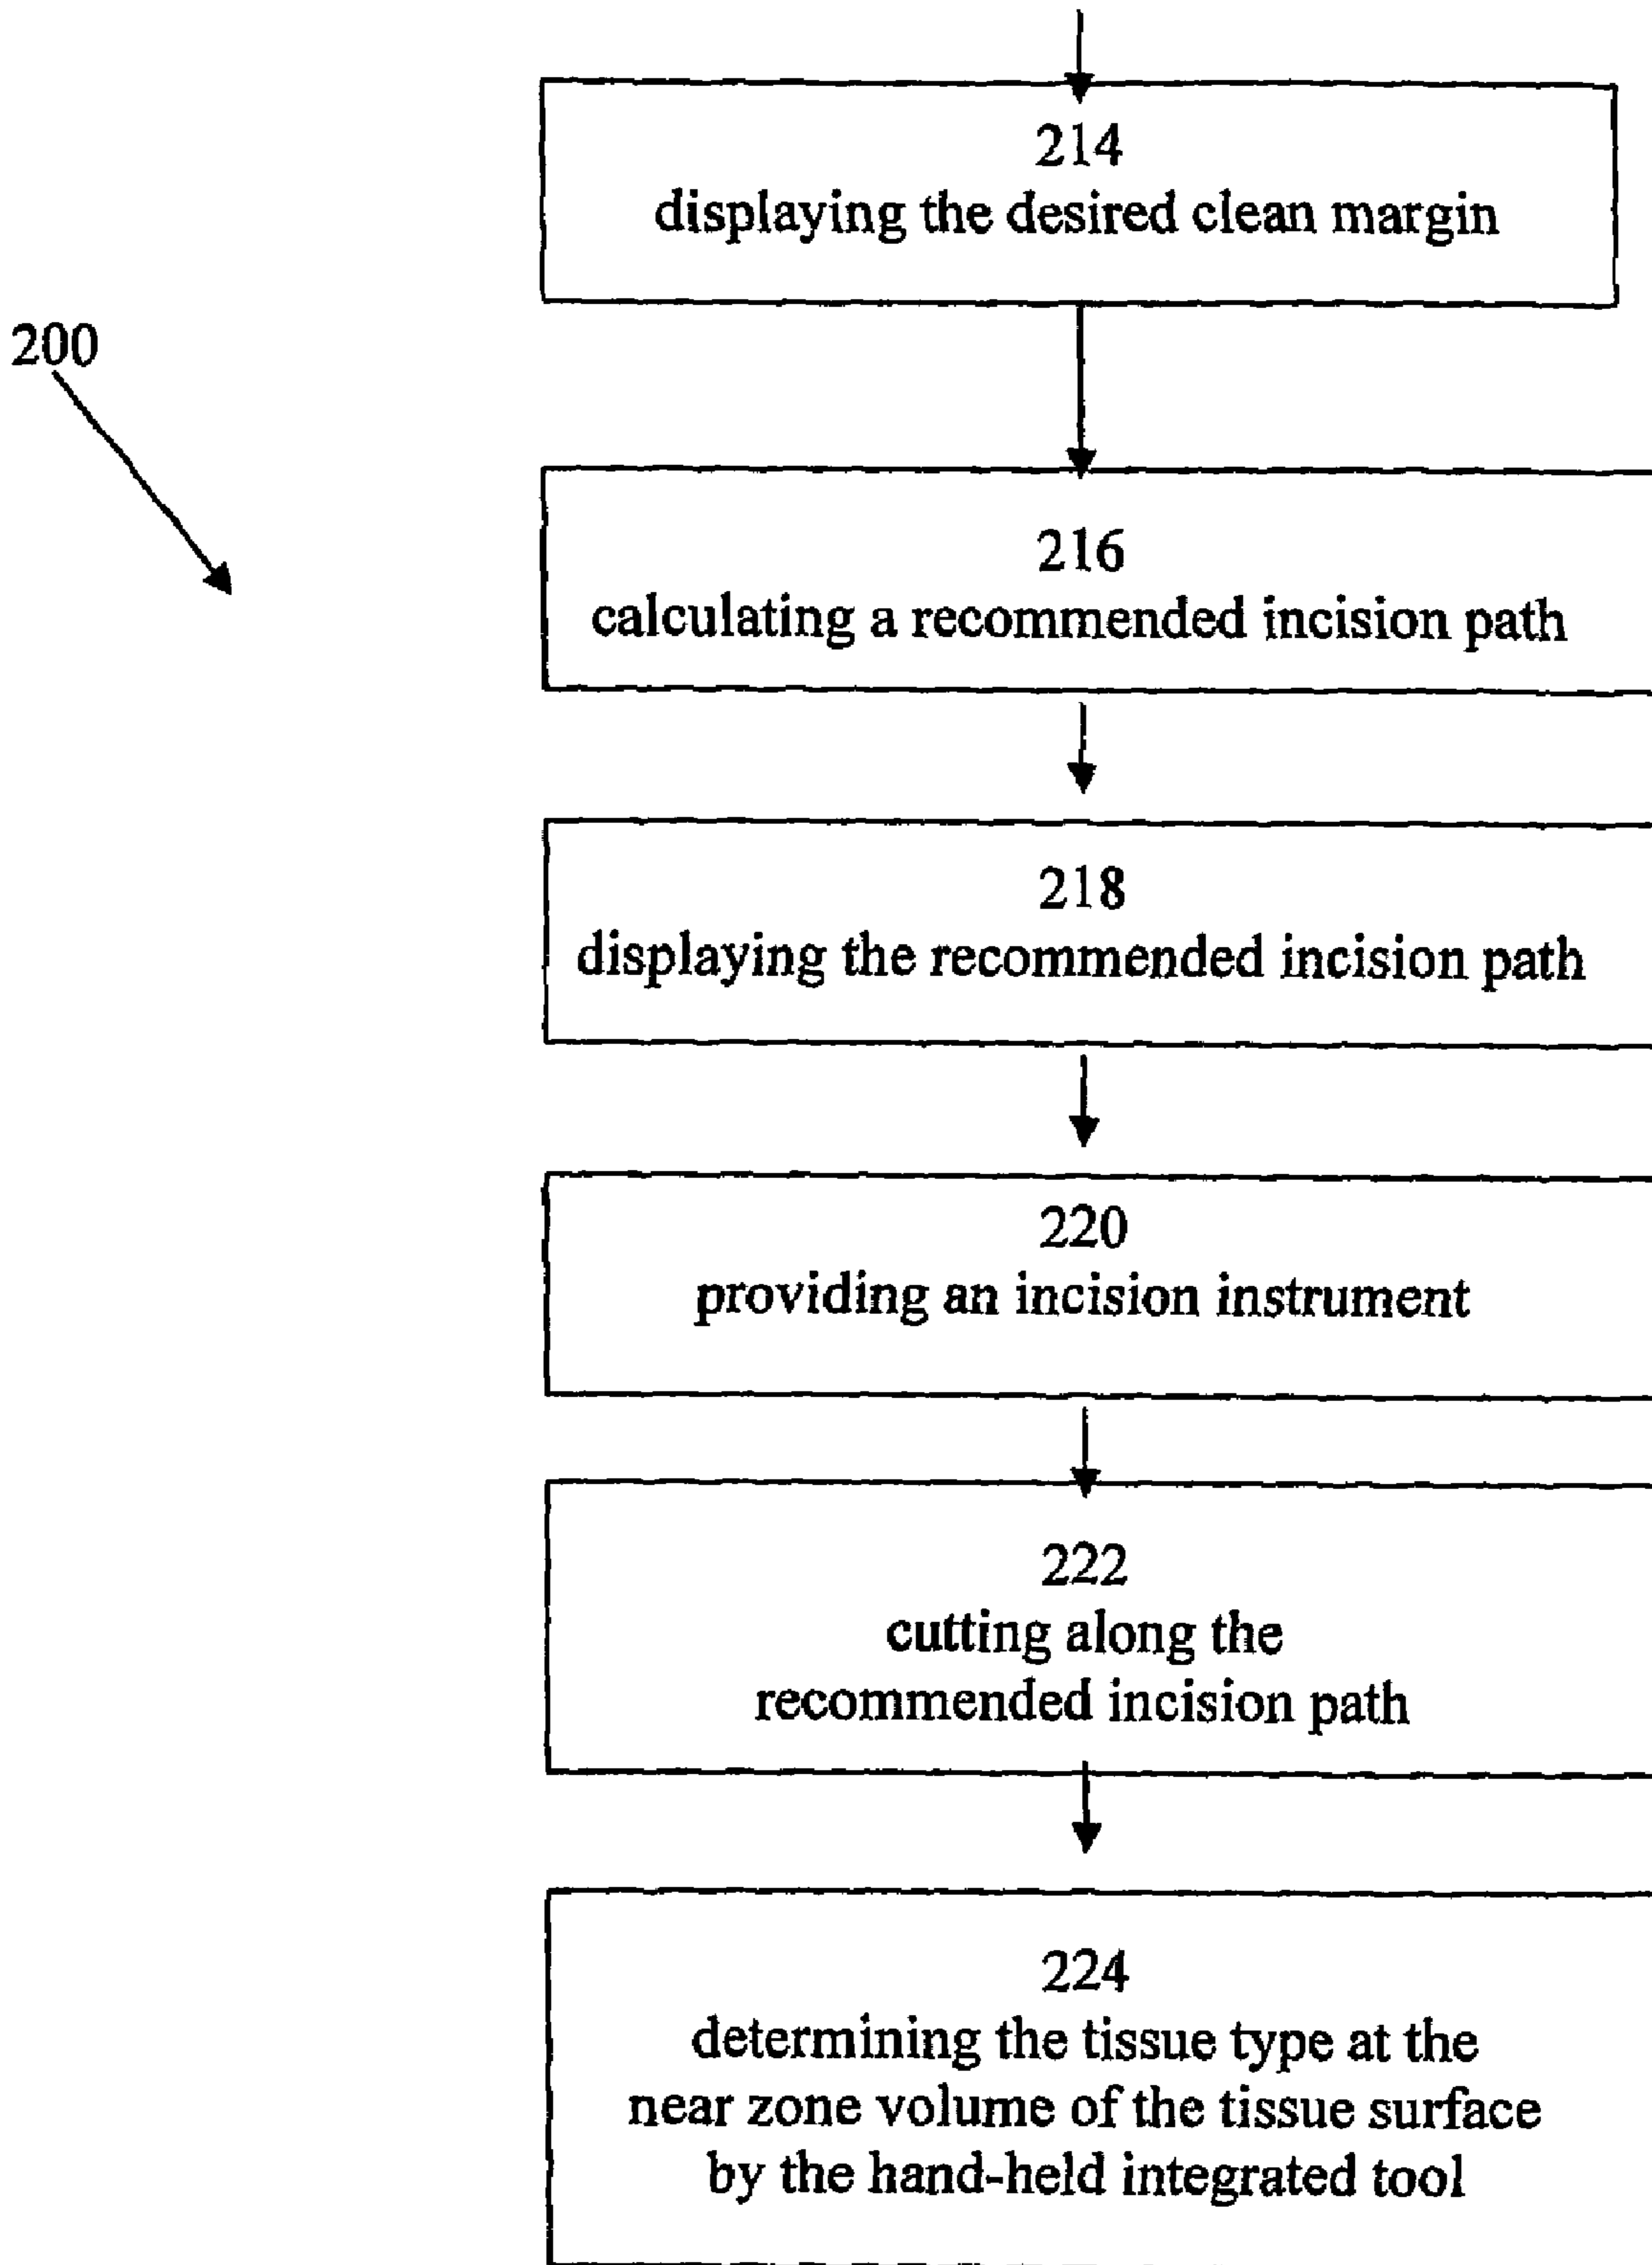 214
displaying the desired clean margin
200
216
calculating a recommended incision path
218
displaying the recommended incision path
220
providing an incision instrument
222
cutting along the
recommended incision path
224
determining the tissue type at the
near zone volume of the tissue surface
by the hand-held integrated tool